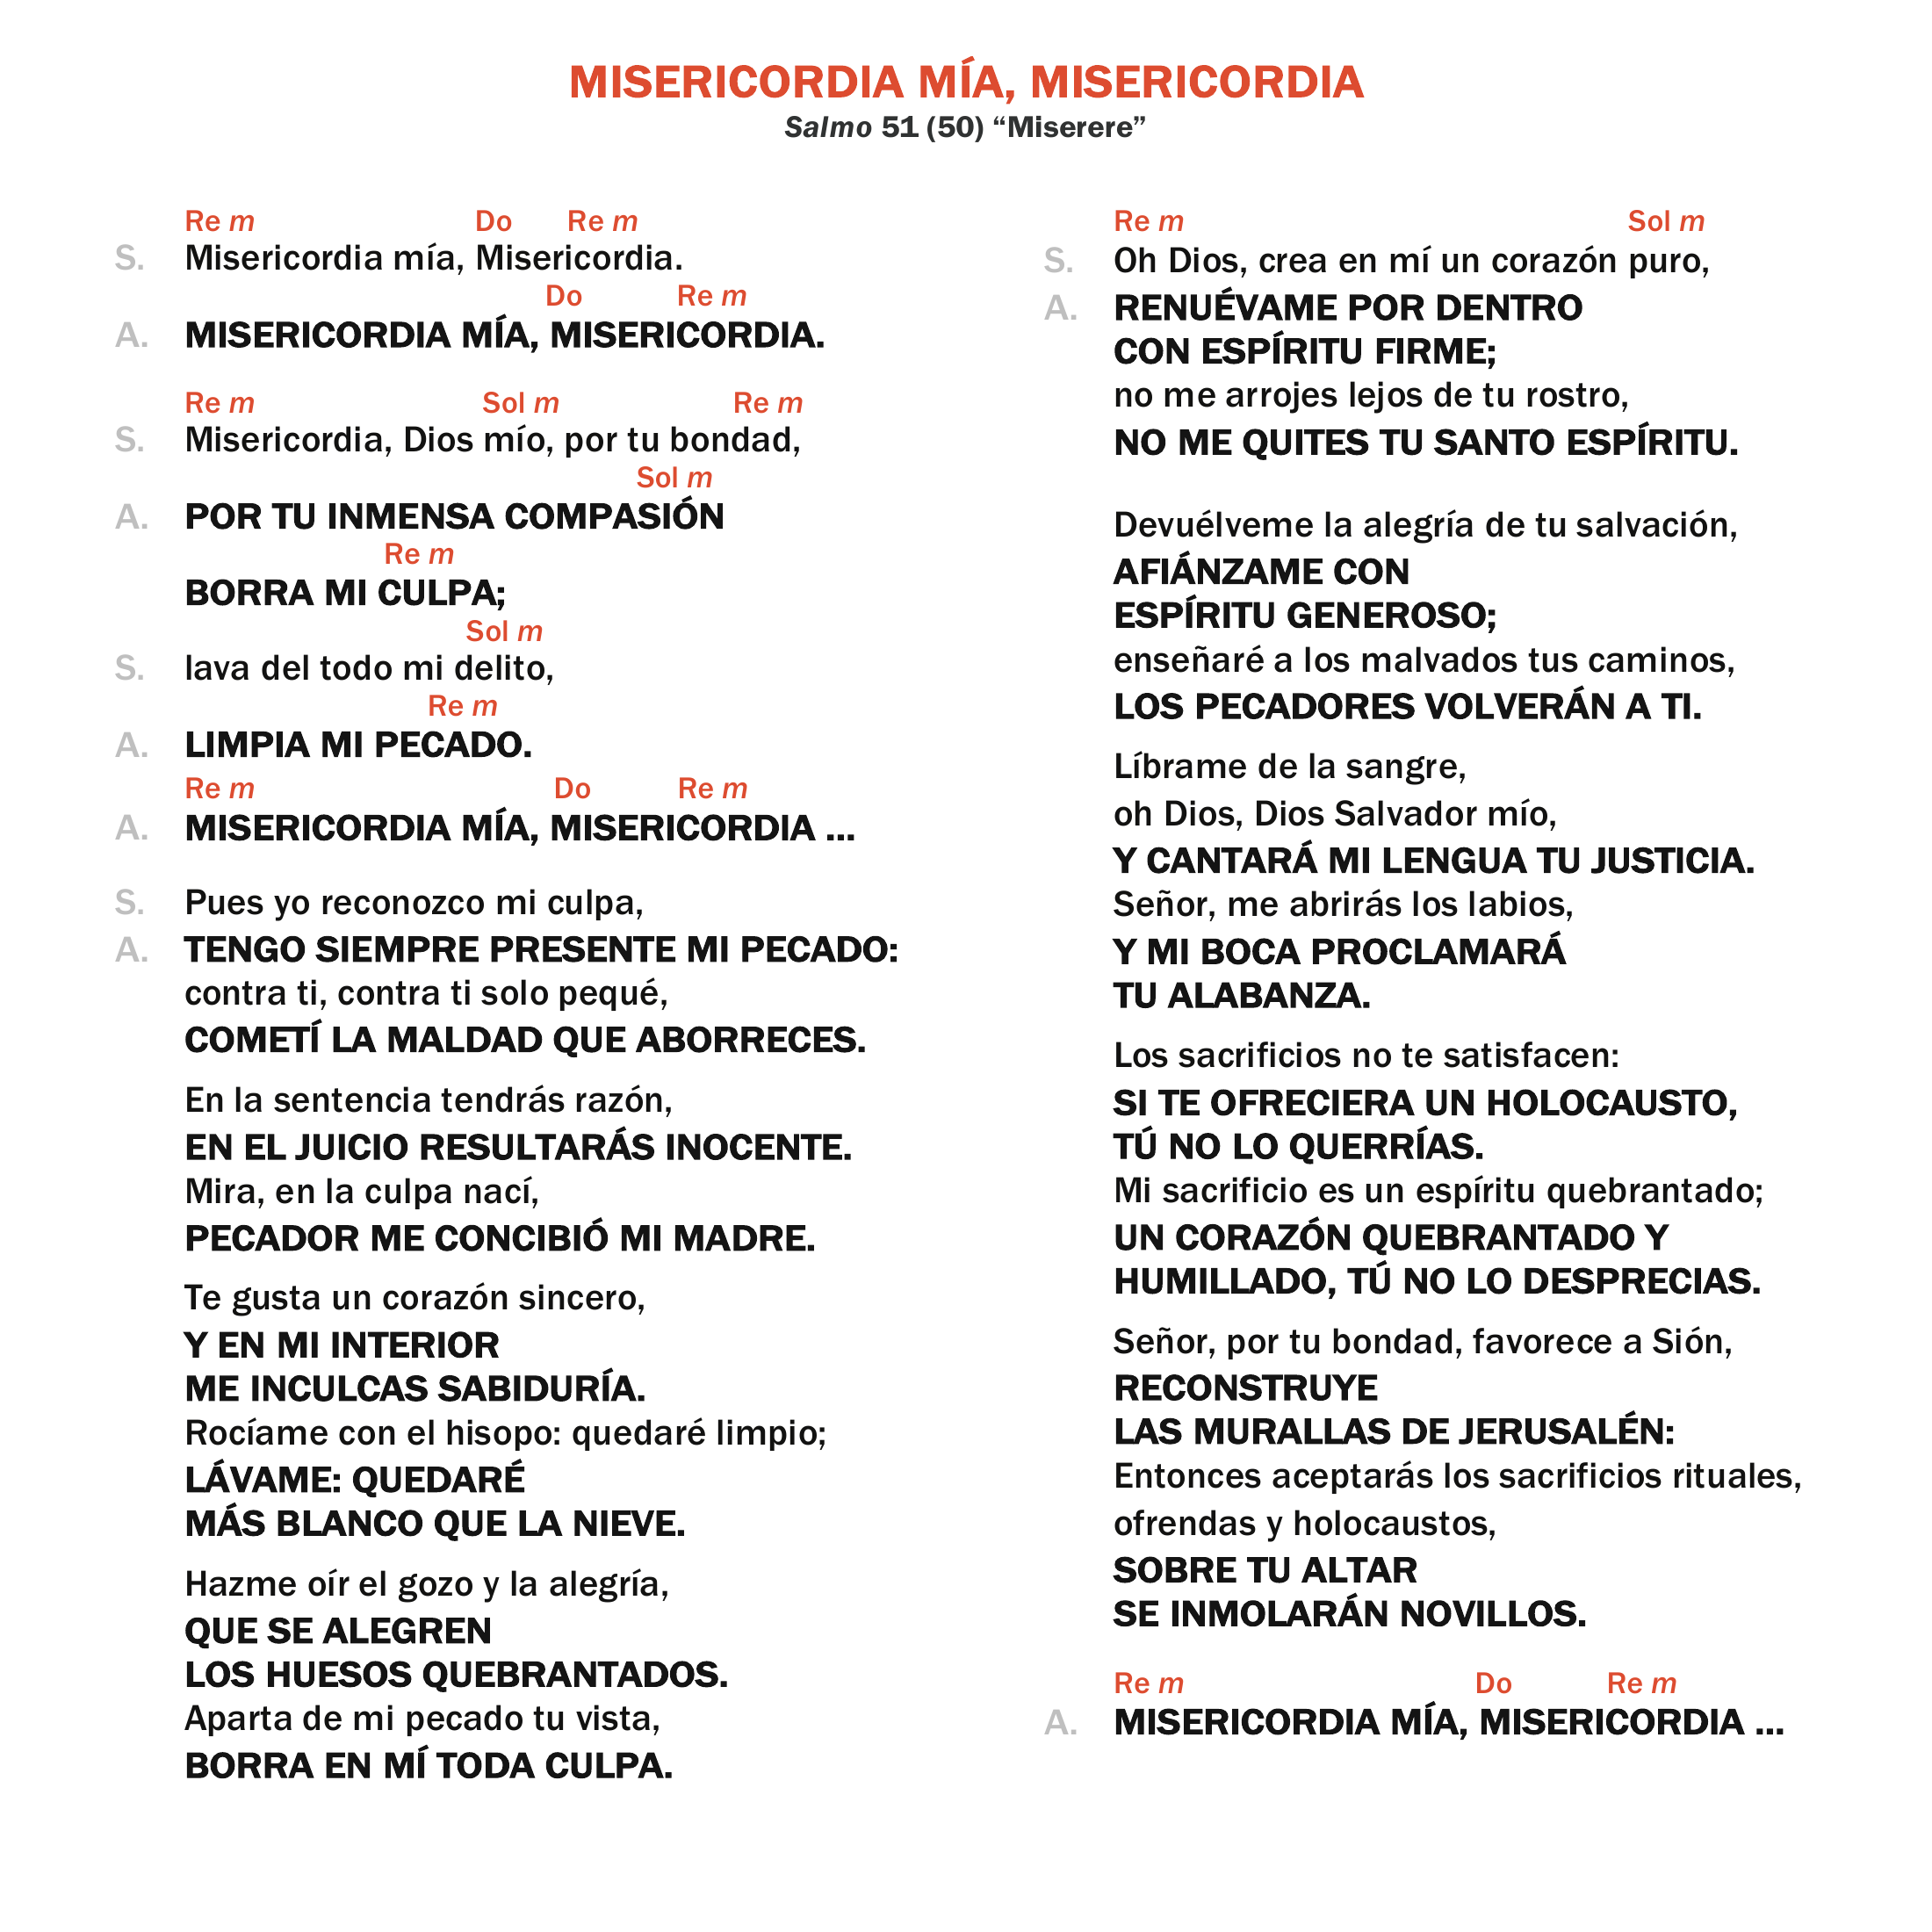 MISERICORDIA MÍA, MISERICORDIA
Salmo 51 (50) “Miserere”
Re m Do Re m
S. Misericordia mía, Misericordia.
Do Re m
A. MISERICORDIA MÍA, MISERICORDIA.
Re m Sol m Re m
S. Misericordia, Dios mío, por tu bondad,
Sol m
A. POR TU INMENSA COMPASIÓN
Re m
BORRA MI CULPA;
Sol m
S. lava del todo mi delito,
Re m
A. LIMPIA MI PECADO.
Re m Do Re m
A. MISERICORDIA MÍA, MISERICORDIA ...
S. Pues yo reconozco mi culpa,
A. TENGO SIEMPRE PRESENTE MI PECADO:
contra ti, contra ti solo pequé,
COMETÍ LA MALDAD QUE ABORRECES.
En la sentencia tendrás razón,
EN EL JUICIO RESULTARÁS INOCENTE.
Mira, en la culpa nací,
PECADOR ME CONCIBIÓ MI MADRE.
Te gusta un corazón sincero,
Y EN MI INTERIOR
ME INCULCAS SABIDURÍA.
Rocíame con el hisopo: quedaré limpio;
LÁVAME: QUEDARÉ
MÁS BLANCO QUE LA NIEVE.
Hazme oír el gozo y la alegría,
QUE SE ALEGREN
LOS HUESOS QUEBRANTADOS.
Aparta de mi pecado tu vista,
BORRA EN MÍ TODA CULPA.
Re m Sol m
S. Oh Dios, crea en mí un corazón puro,
A. RENUÉVAME POR DENTRO
CON ESPÍRITU FIRME;
no me arrojes lejos de tu rostro,
NO ME QUITES TU SANTO ESPÍRITU.
Devuélveme la alegría de tu salvación,
AFIÁNZAME CON
ESPÍRITU GENEROSO;
enseñaré a los malvados tus caminos,
LOS PECADORES VOLVERÁN A TI.
Líbrame de la sangre,
oh Dios, Dios Salvador mío,
Y CANTARÁ MI LENGUA TU JUSTICIA.
Señor, me abrirás los labios,
Y MI BOCA PROCLAMARÁ
TU ALABANZA.
Los sacrificios no te satisfacen:
SI TE OFRECIERA UN HOLOCAUSTO,
TÚ NO LO QUERRÍAS.
Mi sacrificio es un espíritu quebrantado;
UN CORAZÓN QUEBRANTADO Y
HUMILLADO, TÚ NO LO DESPRECIAS.
Señor, por tu bondad, favorece a Sión,
RECONSTRUYE
LAS MURALLAS DE JERUSALÉN:
Entonces aceptarás los sacrificios rituales,
ofrendas y holocaustos,
SOBRE TU ALTAR
SE INMOLARÁN NOVILLOS.
Re m Do Re m
A. MISERICORDIA MÍA, MISERICORDIA ...